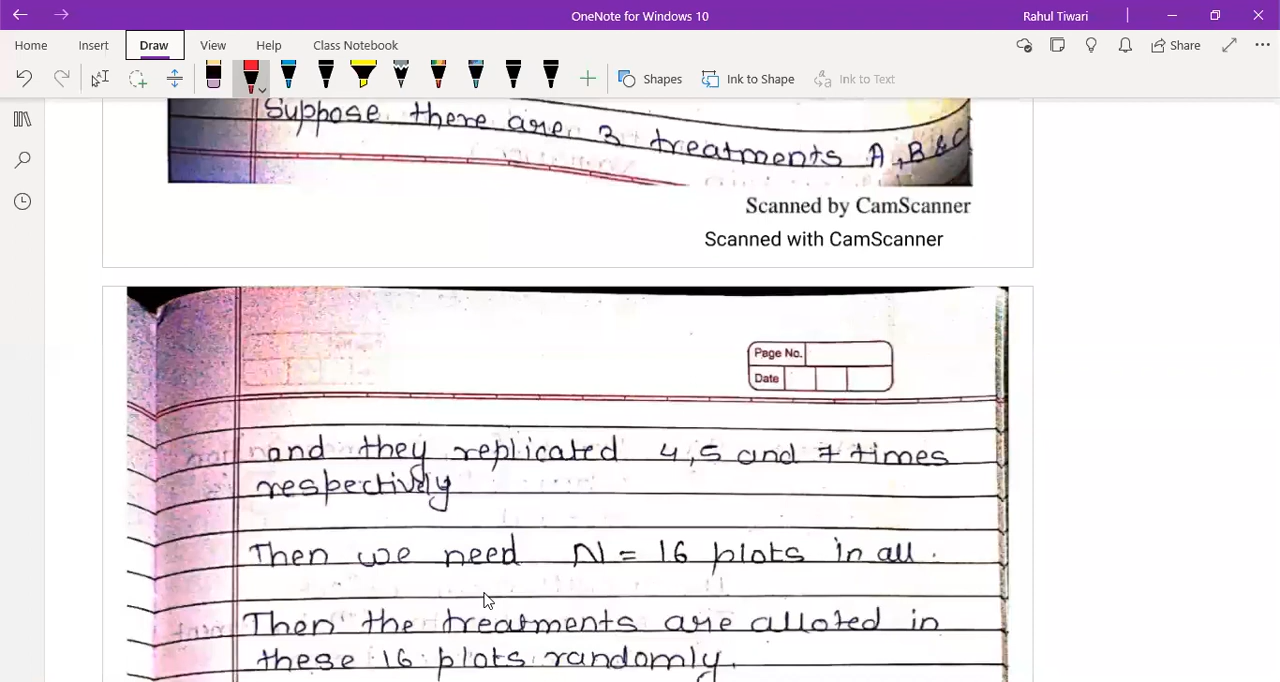 OneNote for Windows 10
Rahul Tiwari
Home Insert Draw View Help Class Notebook
Share
Shapes Ink to Shape Ink to Text
Suppose there are 3 treatments A, B & C
Scanned by CamScanner
Scanned with CamScanner
Page No.
Date
and they replicated 4, 5 and 7 times
respectively
Then we need N = 16 plots in all.
Then the treatments are alloted in
these 16 plots randomly.